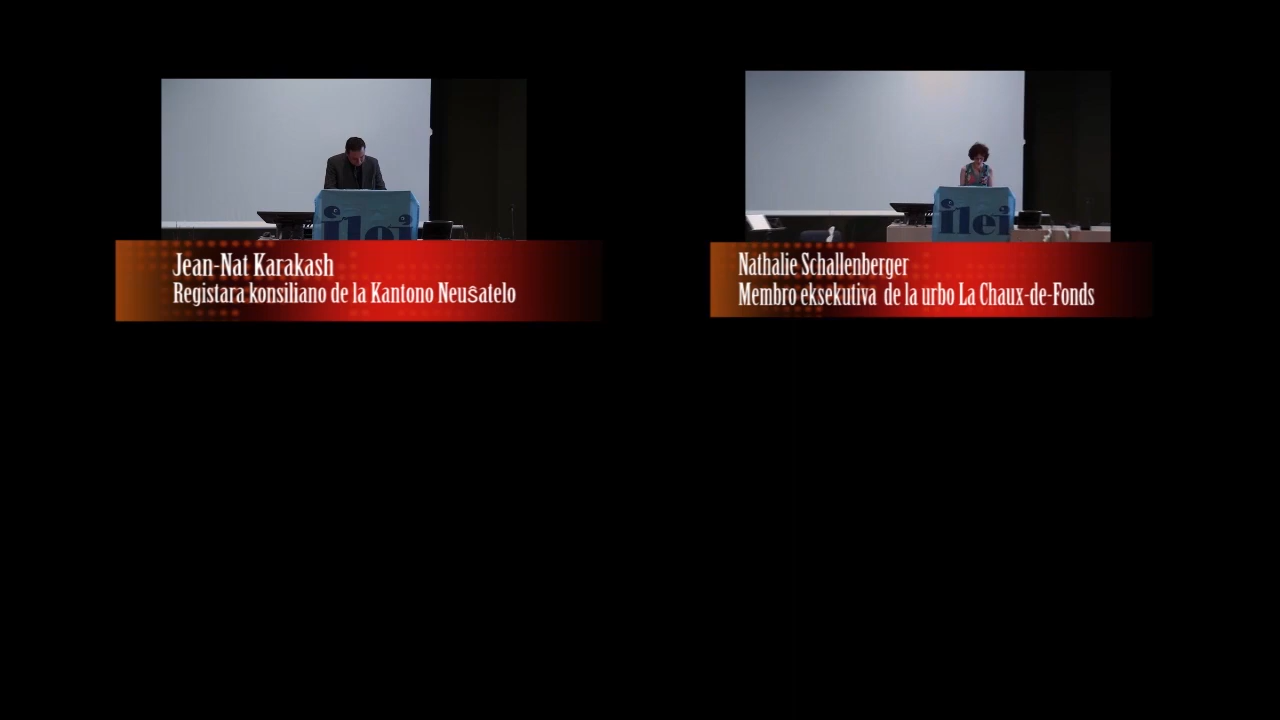 ilei
Jean-Nat Karakash
Registara konsiliano de la Kantono Neuŝatelo
ilei
Nathalie Schallenberger
Membro eksekutiva de la urbo La Chaux-de-Fonds